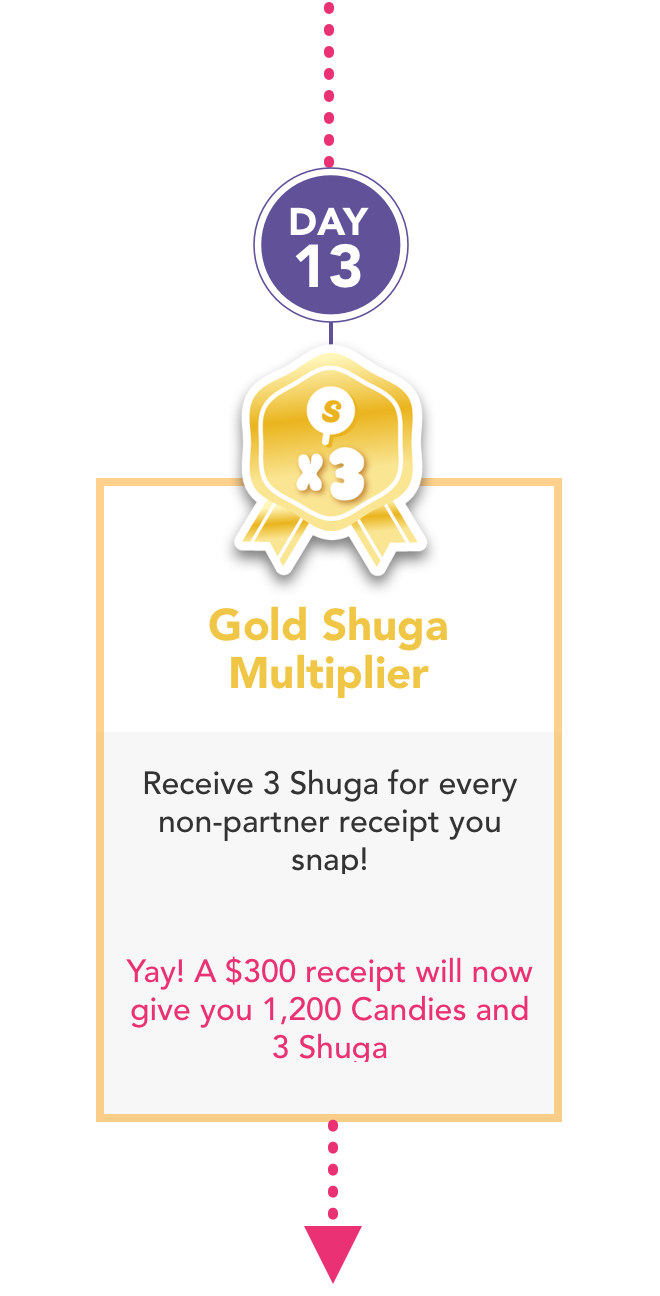 DAY
13
S
x3
Gold Shuga
Multiplier
Receive 3 Shuga for every
non-partner receipt you
snap!
Yay! A $300 receipt will now
give you 1,200 Candies and
3 Shuga